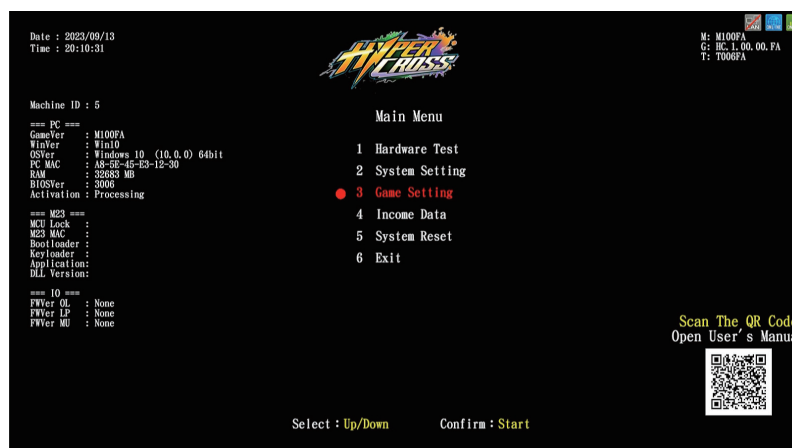 Date : 2023/09/13
Time : 20:10:31
HYPER
CROSS
M: M100FA
G: HC.1.00.00.FA
T: T006FA
Machine ID : 5
=== PC ===
GameVer : M100FA
WinVer : Win10
OSVer : Windows 10 (10.0.0) 64bit
PC MAC : A8-5E-45-E3-12-30
RAM : 32683 MB
BIOSVer : 3006
Activation : Processing
=== M23 ===
MCU Lock :
M23 MAC :
Bootloader :
Keyloader :
Application:
DLL Version:
=== IO ===
FWVer OL : None
FWVer LP : None
FWVer MU : None
Main Menu
1 Hardware Test
2 System Setting
3 Game Setting
4 Income Data
5 System Reset
6 Exit
Scan The QR Code
Open User's Manua
Select : Up/Down Confirm : Start